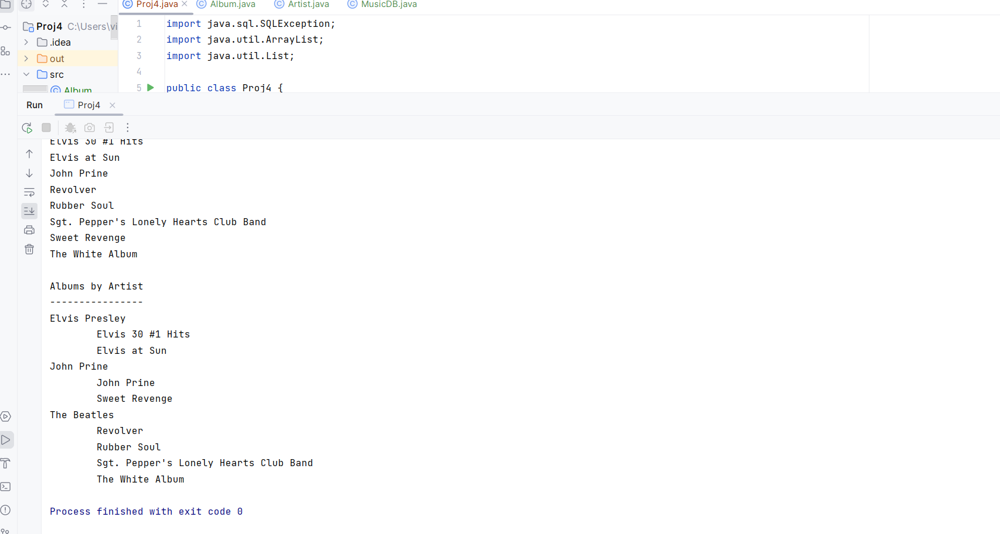 Proj4.java
Album.java
Artist.java
MusicDB.java
Proj4 C:\Users\vi
.idea
out
src
Album
1 import java.sql.SQLException;
2 import java.util.ArrayList;
3 import java.util.List;
4
5 public class Proj4 {
Run Proj4
Elvis 30 #1 Hits
Elvis at Sun
John Prine
Revolver
Rubber Soul
Sgt. Pepper's Lonely Hearts Club Band
Sweet Revenge
The White Album
Albums by Artist
----------------
Elvis Presley
Elvis 30 #1 Hits
Elvis at Sun
John Prine
John Prine
Sweet Revenge
The Beatles
Revolver
Rubber Soul
Sgt. Pepper's Lonely Hearts Club Band
The White Album
Process finished with exit code 0